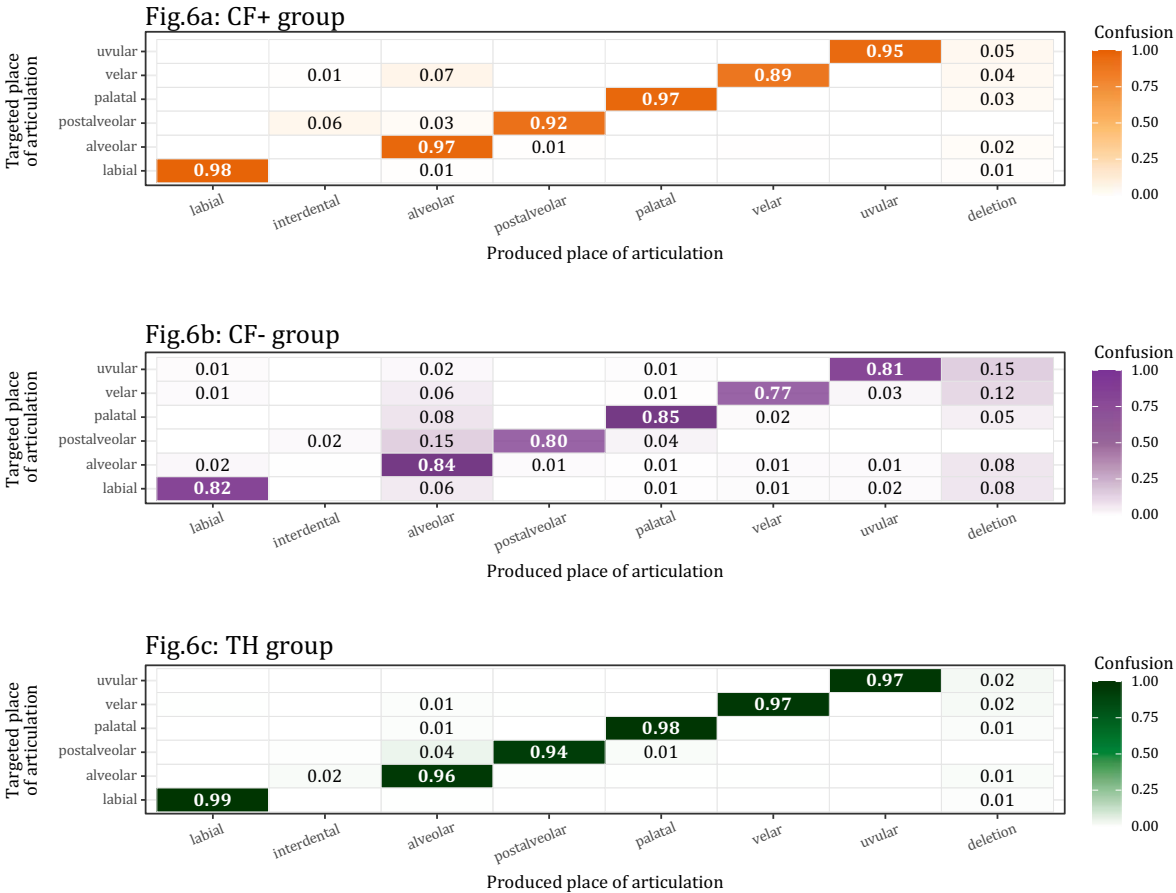 Fig.6a: CF+ group
Targeted place
of articulation
uvular 0.95 0.05
velar 0.01 0.07 0.89 0.04
palatal 0.97 0.03
postalveolar 0.06 0.03 0.92
alveolar 0.97 0.01 0.02
labial 0.98 0.01 0.01
labial interdental alveolar postalveolar palatal velar uvular deletion
Produced place of articulation
Confusion
1.00
0.75
0.50
0.25
0.00
Fig.6b: CF- group
Targeted place
of articulation
uvular 0.01 0.02 0.01 0.81 0.15
velar 0.01 0.06 0.01 0.77 0.03 0.12
palatal 0.08 0.85 0.02 0.05
postalveolar 0.02 0.15 0.80 0.04
alveolar 0.02 0.84 0.01 0.01 0.01 0.01 0.08
labial 0.82 0.06 0.01 0.01 0.02 0.08
labial interdental alveolar postalveolar palatal velar uvular deletion
Produced place of articulation
Confusion
1.00
0.75
0.50
0.25
0.00
Fig.6c: TH group
Targeted place
of articulation
uvular 0.97 0.02
velar 0.01 0.97 0.02
palatal 0.01 0.98 0.01
postalveolar 0.04 0.94 0.01
alveolar 0.02 0.96 0.01
labial 0.99 0.01
labial interdental alveolar postalveolar palatal velar uvular deletion
Produced place of articulation
Confusion
1.00
0.75
0.50
0.25
0.00